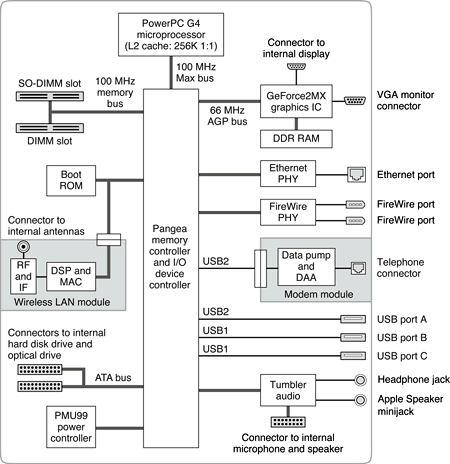 PowerPC G4
microprocessor
(L2 cache: 256K 1:1)
Connector to
internal display
100 MHz
Max bus
SO-DIMM slot
100 MHz
memory
bus
DIMM slot
66 MHz
AGP bus
GeForce2MX
graphics IC
DDR RAM
VGA monitor
connector
Boot
ROM
Ethernet
PHY
Ethernet port
FireWire
PHY
FireWire port
FireWire port
Connector to
internal antennas
RF
and
IF
DSP and
MAC
Wireless LAN module
Pangea
memory
controller
and I/O
device
controller
USB2
Data pump
and
DAA
Modem module
Telephone
connector
USB2
USB port A
USB1
USB port B
USB1
USB port C
Connectors to internal
hard disk drive and
optical drive
ATA bus
Tumbler
audio
Headphone jack
Apple Speaker
minijack
PMU99
power
controller
Connector to internal
microphone and speaker